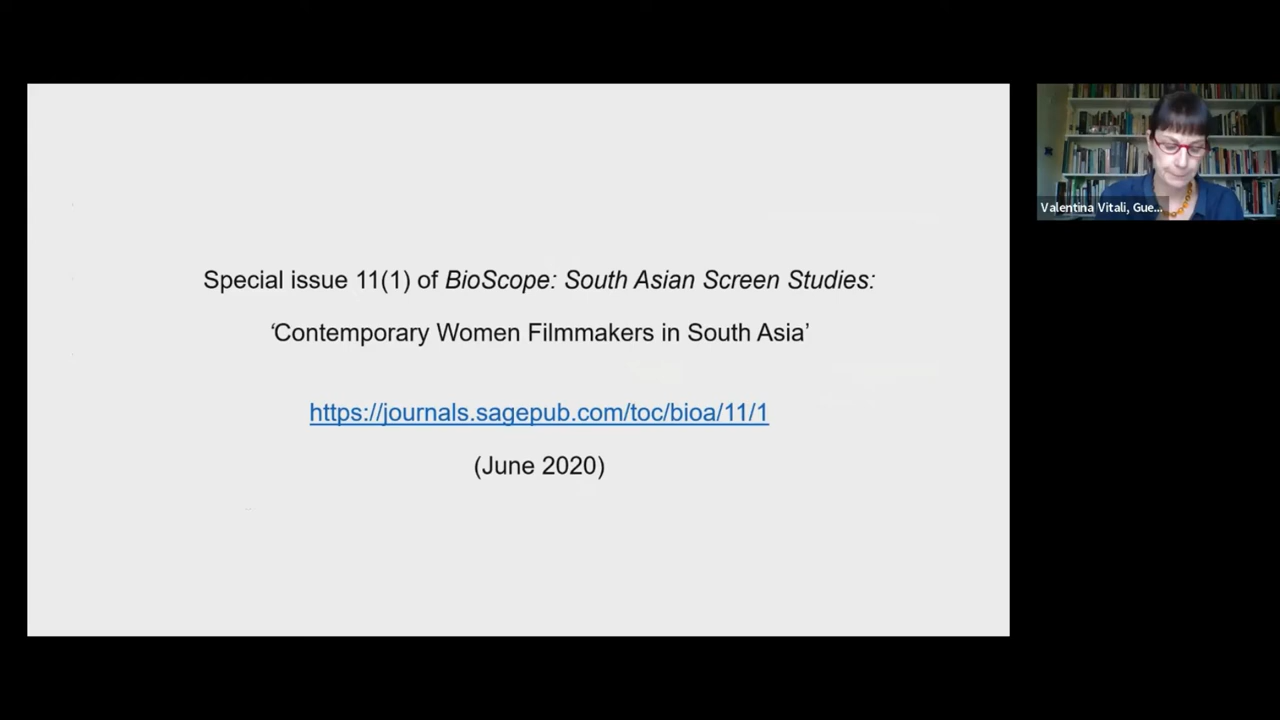 Special issue 11(1) of BioScope: South Asian Screen Studies:
‘Contemporary Women Filmmakers in South Asia’
https://journals.sagepub.com/toc/bioa/11/1
(June 2020)
Valentina Vitali, Gue...